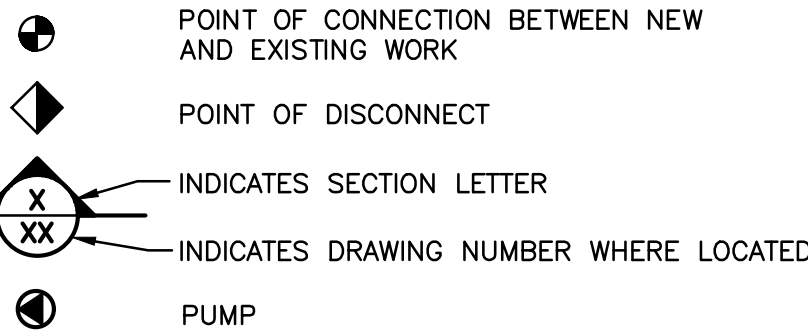 POINT OF CONNECTION BETWEEN NEW
AND EXISTING WORK
POINT OF DISCONNECT
INDICATES SECTION LETTER
X
XX
INDICATES DRAWING NUMBER WHERE LOCATED
PUMP